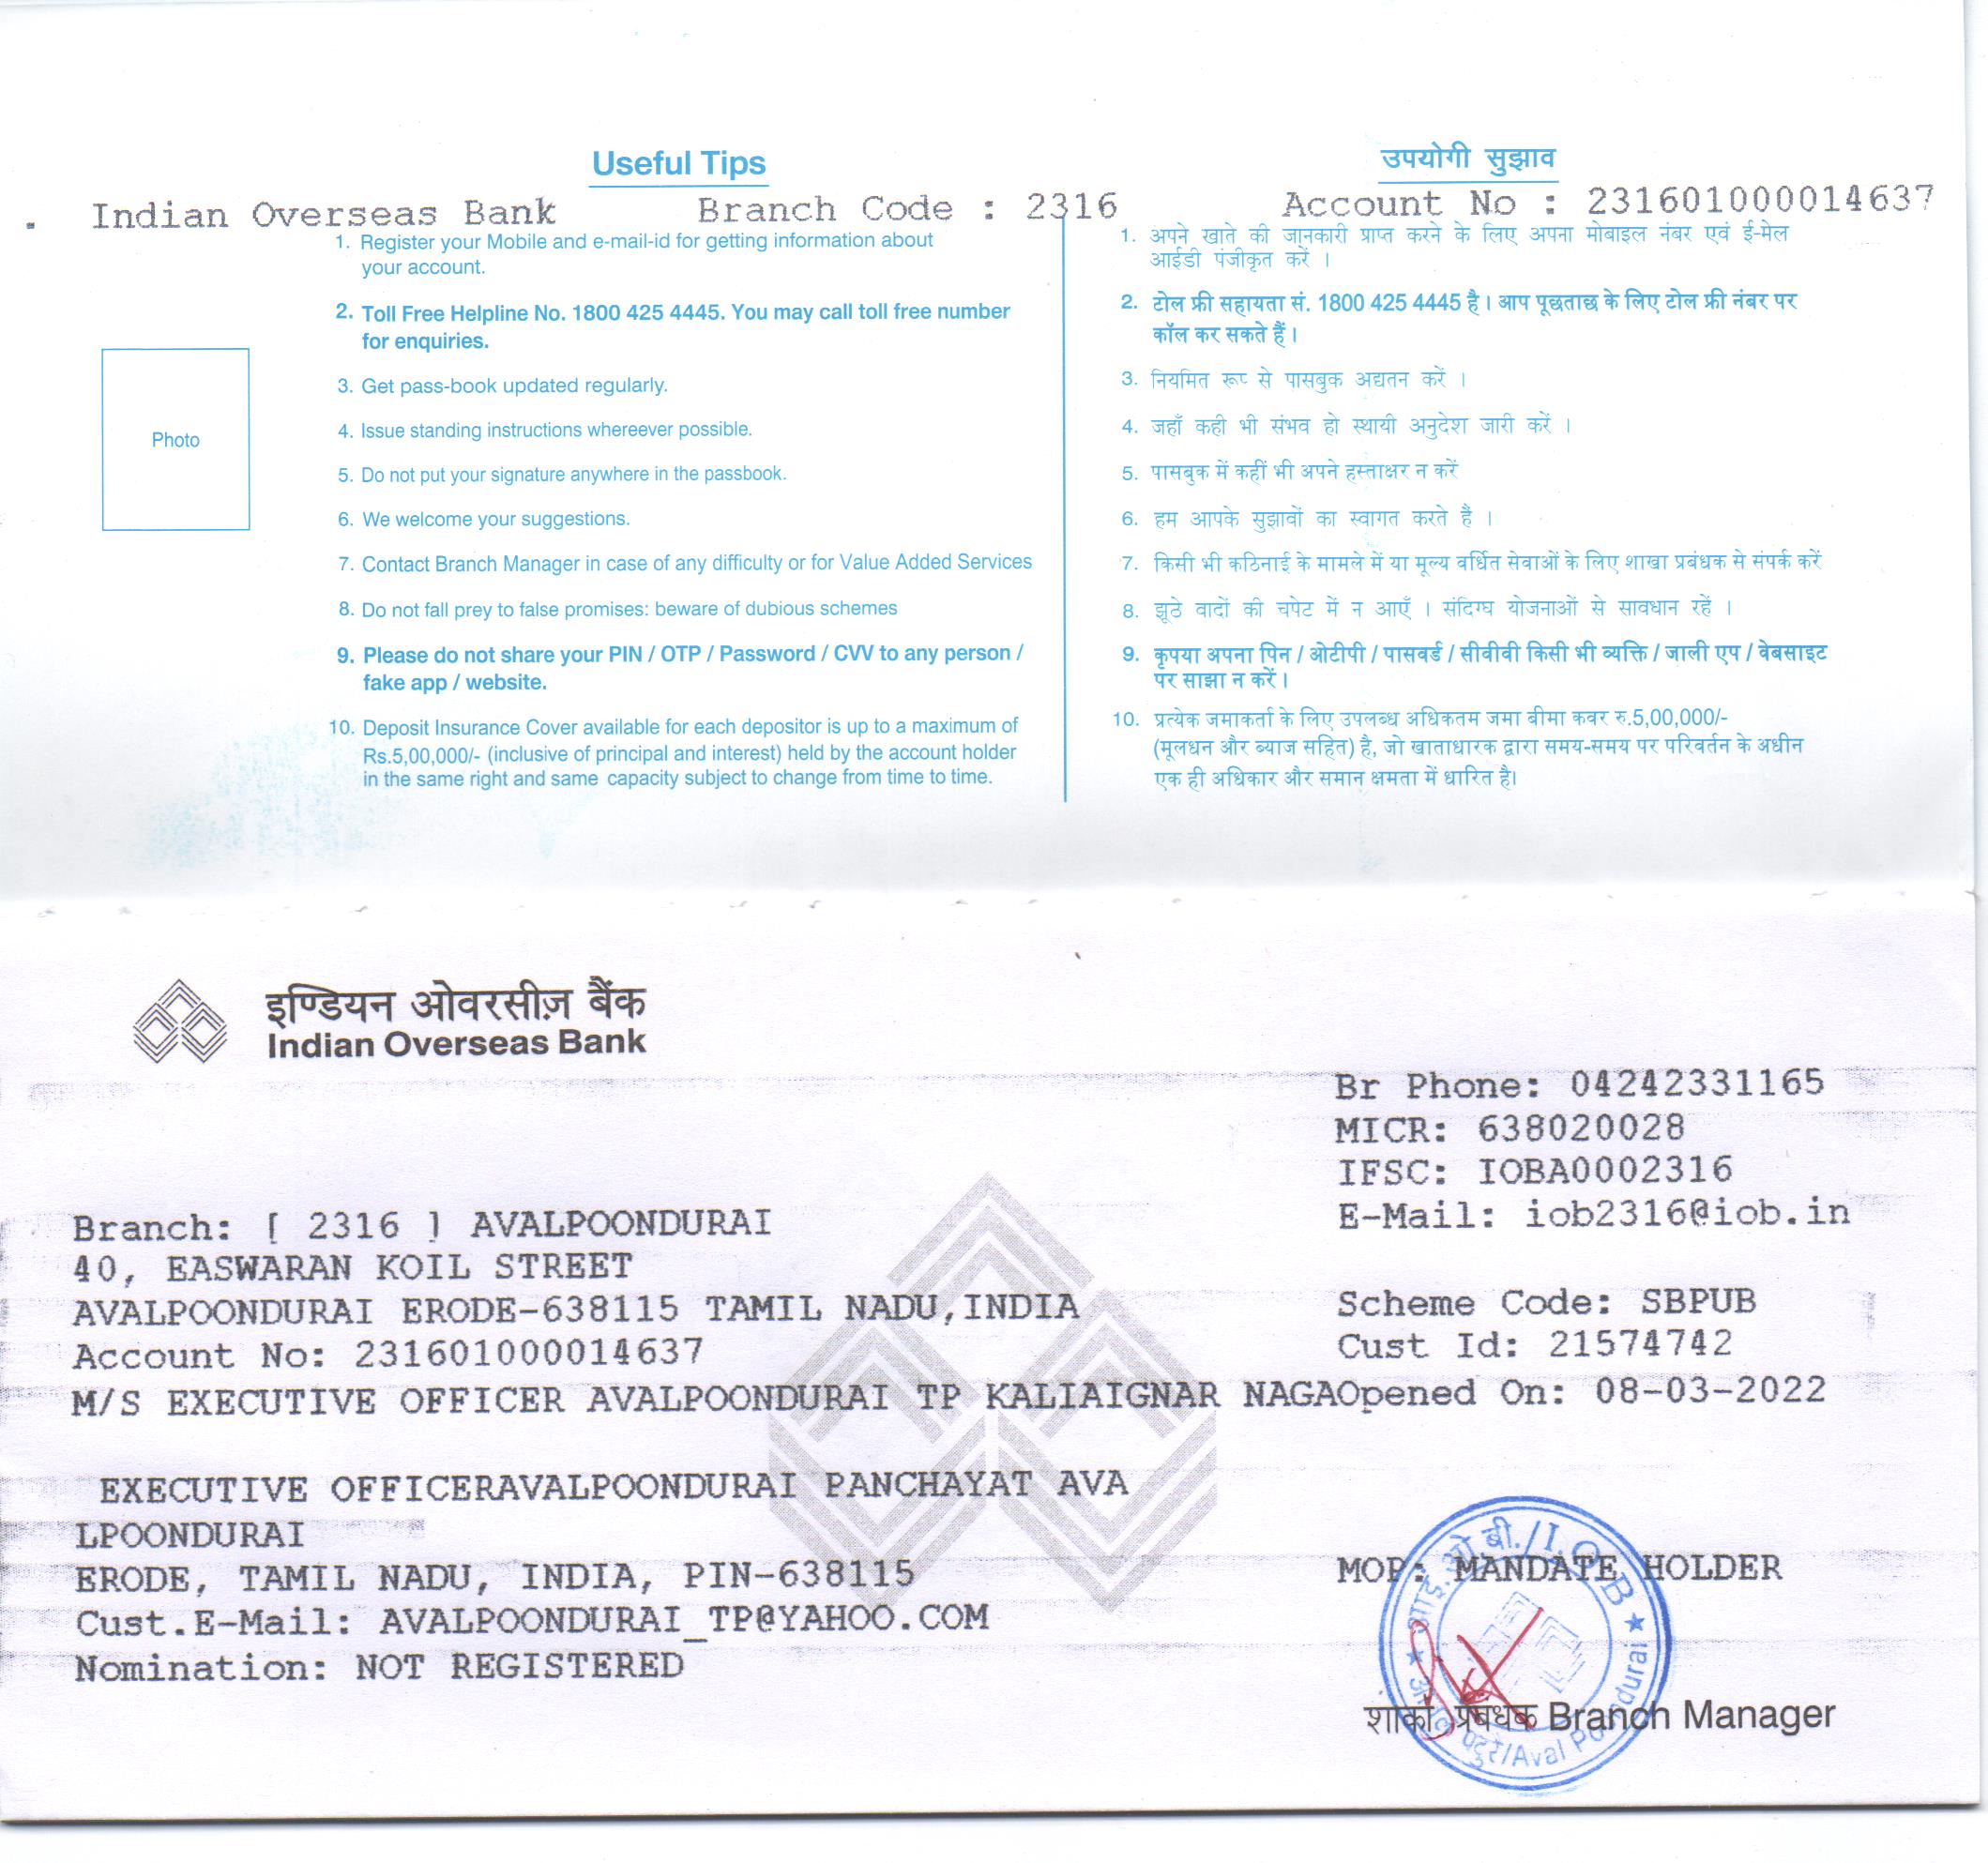 Useful Tips
उपयोगी सुझाव
. Indian Overseas Bank Branch Code : 2316 Account No : 231601000014637
1. Register your Mobile and e-mail-id for getting information about
your account.
2. Toll Free Helpline No. 1800 425 4445. You may call toll free number
for enquiries.
3. Get pass-book updated regularly.
4. Issue standing instructions whereever possible.
5. Do not put your signature anywhere in the passbook.
6. We welcome your suggestions.
7. Contact Branch Manager in case of any difficulty or for Value Added Services
8. Do not fall prey to false promises: beware of dubious schemes
9. Please do not share your PIN / OTP / Password / CVV to any person /
fake app / website.
10. Deposit Insurance Cover available for each depositor is up to a maximum of
Rs.5,00,000/- (inclusive of principal and interest) held by the account holder
in the same right and same capacity subject to change from time to time.
Photo
1. अपने खाते की जानकारी प्राप्त करने के लिए अपना मोबाइल नंबर एवं ई-मेल
आईडी पंजीकृत करें ।
2. टोल फ्री सहायता सं. 1800 425 4445 है। आप पूछताछ के लिए टोल फ्री नंबर पर
कॉल कर सकते हैं।
3. नियमित रूप से पासबुक अद्यतन करें ।
4. जहाँ कही भी संभव हो स्थायी अनुदेश जारी करें ।
5. पासबुक में कहीं भी अपने हस्ताक्षर न करें
6. हम आपके सुझावों का स्वागत करते हैं ।
7. किसी भी कठिनाई के मामले में या मूल्य वर्धित सेवाओं के लिए शाखा प्रबंधक से संपर्क करें
8. झूठे वादों की चपेट में न आएँ । संदिग्ध योजनाओं से सावधान रहें ।
9. कृपया अपना पिन / ओटीपी / पासवर्ड / सीवीवी किसी भी व्यक्ति / जाली एप / वेबसाइट
पर साझा न करें।
10. प्रत्येक जमाकर्ता के लिए उपलब्ध अधिकतम जमा बीमा कवर रु.5,00,000/-
(मूलधन और ब्याज सहित) है, जो खाताधारक द्वारा समय-समय पर परिवर्तन के अधीन
एक ही अधिकार और समान क्षमता में धारित है।
इण्डियन ओवरसीज़ बैंक
Indian Overseas Bank
Br Phone: 04242331165
MICR: 638020028
IFSC: IOBA0002316
E-Mail: iob2316@iob.in
Branch: [ 2316 ] AVALPOONDURAI
40, EASWARAN KOIL STREET
AVALPOONDURAI ERODE-638115 TAMIL NADU,INDIA
Scheme Code: SBPUB
Account No: 231601000014637
Cust Id: 21574742
M/S EXECUTIVE OFFICER AVALPOONDURAI TP KALIAIGNAR NAGAOpened On: 08-03-2022
EXECUTIVE OFFICERAVALPOONDURAI PANCHAYAT AVA
LPOONDURAI
ERODE, TAMIL NADU, INDIA, PIN-638115
MOP: MANDATE HOLDER
Cust.E-Mail: AVALPOONDURAI_TP@YAHOO.COM
Nomination: NOT REGISTERED
आइ.ओ.बी./I.O.B
/Aval Poondurai
शाखा प्रबंधक Branch Manager